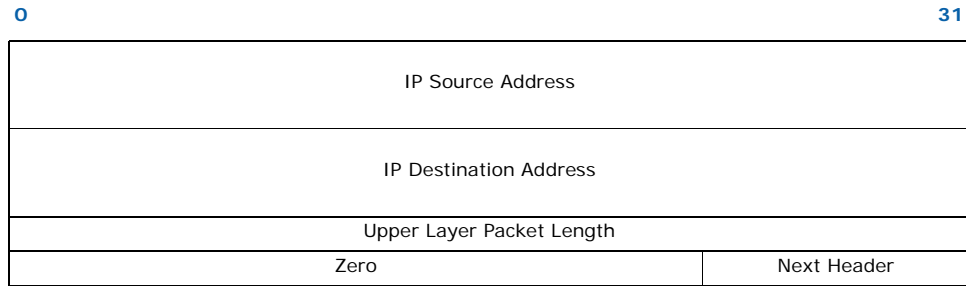 0 31
IP Source Address
IP Destination Address
Upper Layer Packet Length
Zero Next Header